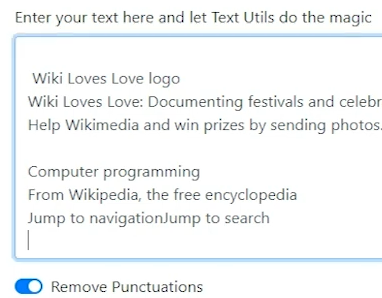 Enter your text here and let Text Utils do the magic
Wiki Loves Love logo
Wiki Loves Love: Documenting festivals and celebr
Help Wikimedia and win prizes by sending photos.
Computer programming
From Wikipedia, the free encyclopedia
Jump to navigationJump to search
Remove Punctuations